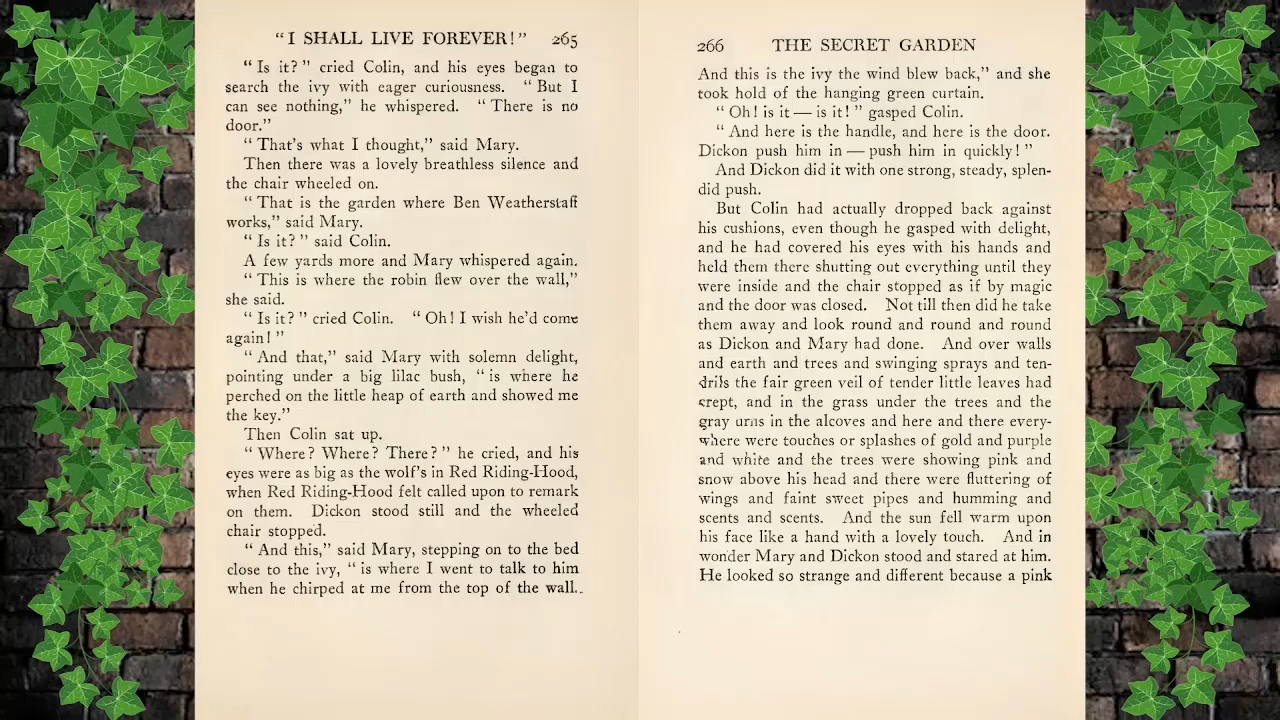 “I SHALL LIVE FOREVER!” 265
“Is it?” cried Colin, and his eyes began to
search the ivy with eager curiousness. “But I
can see nothing,” he whispered. “There is no
door.”
“That’s what I thought,” said Mary.
Then there was a lovely breathless silence and
the chair wheeled on.
“That is the garden where Ben Weatherstaff
works,” said Mary.
“Is it?” said Colin.
A few yards more and Mary whispered again.
“This is where the robin flew over the wall,”
she said.
“Is it?” cried Colin. “Oh! I wish he’d come
again!”
“And that,” said Mary with solemn delight,
pointing under a big lilac bush, “is where he
perched on the little heap of earth and showed me
the key.”
Then Colin sat up.
“Where? Where? There?” he cried, and his
eyes were as big as the wolf’s in Red Riding-Hood,
when Red Riding-Hood felt called upon to remark
on them. Dickon stood still and the wheeled
chair stopped.
“And this,” said Mary, stepping on to the bed
close to the ivy, “is where I went to talk to him
when he chirped at me from the top of the wall.
266 THE SECRET GARDEN
And this is the ivy the wind blew back,” and she
took hold of the hanging green curtain.
“Oh! is it — is it!” gasped Colin.
“And here is the handle, and here is the door.
Dickon push him in — push him in quickly!”
And Dickon did it with one strong, steady, splen-
did push.
But Colin had actually dropped back against
his cushions, even though he gasped with delight,
and he had covered his eyes with his hands and
held them there shutting out everything until they
were inside and the chair stopped as if by magic
and the door was closed. Not till then did he take
them away and look round and round and round
as Dickon and Mary had done. And over walls
and earth and trees and swinging sprays and ten-
drils the fair green veil of tender little leaves had
crept, and in the grass under the trees and the
gray urns in the alcoves and here and there every-
where were touches or splashes of gold and purple
and white and the trees were showing pink and
snow above his head and there were fluttering of
wings and faint sweet pipes and humming and
scents and scents. And the sun fell warm upon
his face like a hand with a lovely touch. And in
wonder Mary and Dickon stood and stared at him.
He looked so strange and different because a pink